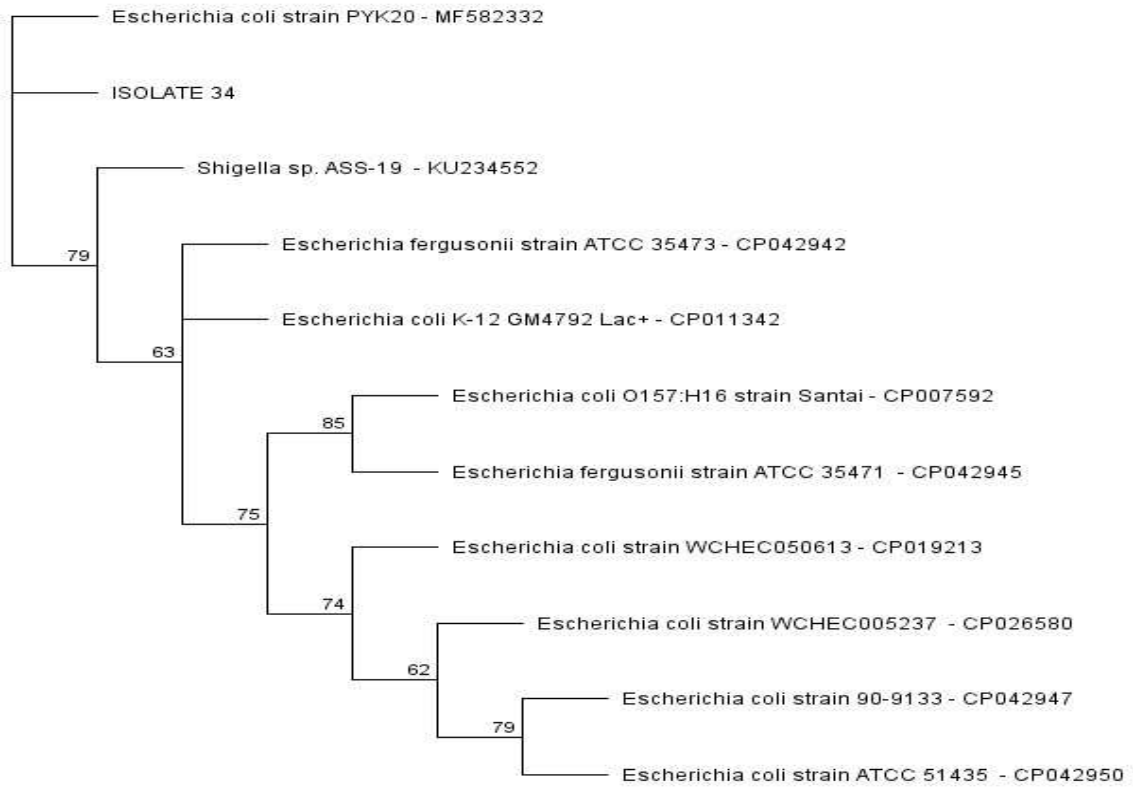 Escherichia coli strain PYK20 - MF582332
ISOLATE 34
Shigella sp. ASS-19 - KU234552
79
Escherichia fergusonii strain ATCC 35473 - CP042942
Escherichia coli K-12 GM4792 Lac+ - CP011342
63
Escherichia coli O157:H16 strain Santai - CP007592
85
Escherichia fergusonii strain ATCC 35471 - CP042945
75
Escherichia coli strain WCHEC050613 - CP019213
74
Escherichia coli strain WCHEC005237 - CP026580
62
Escherichia coli strain 90-9133 - CP042947
79
Escherichia coli strain ATCC 51435 - CP042950